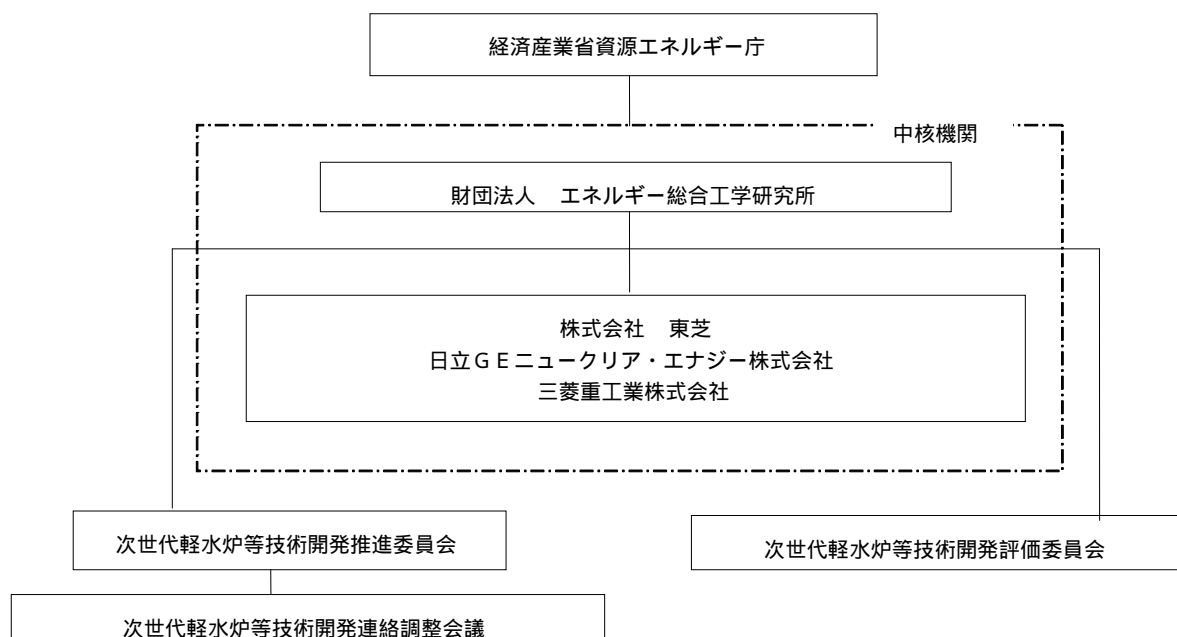 経済産業省資源エネルギー庁
中核機関
財団法人　エネルギー総合工学研究所
株式会社　東芝
日立ＧＥニュークリア・エナジー株式会社
三菱重工業株式会社
次世代軽水炉等技術開発推進委員会
次世代軽水炉等技術開発評価委員会
次世代軽水炉等技術開発連絡調整会議